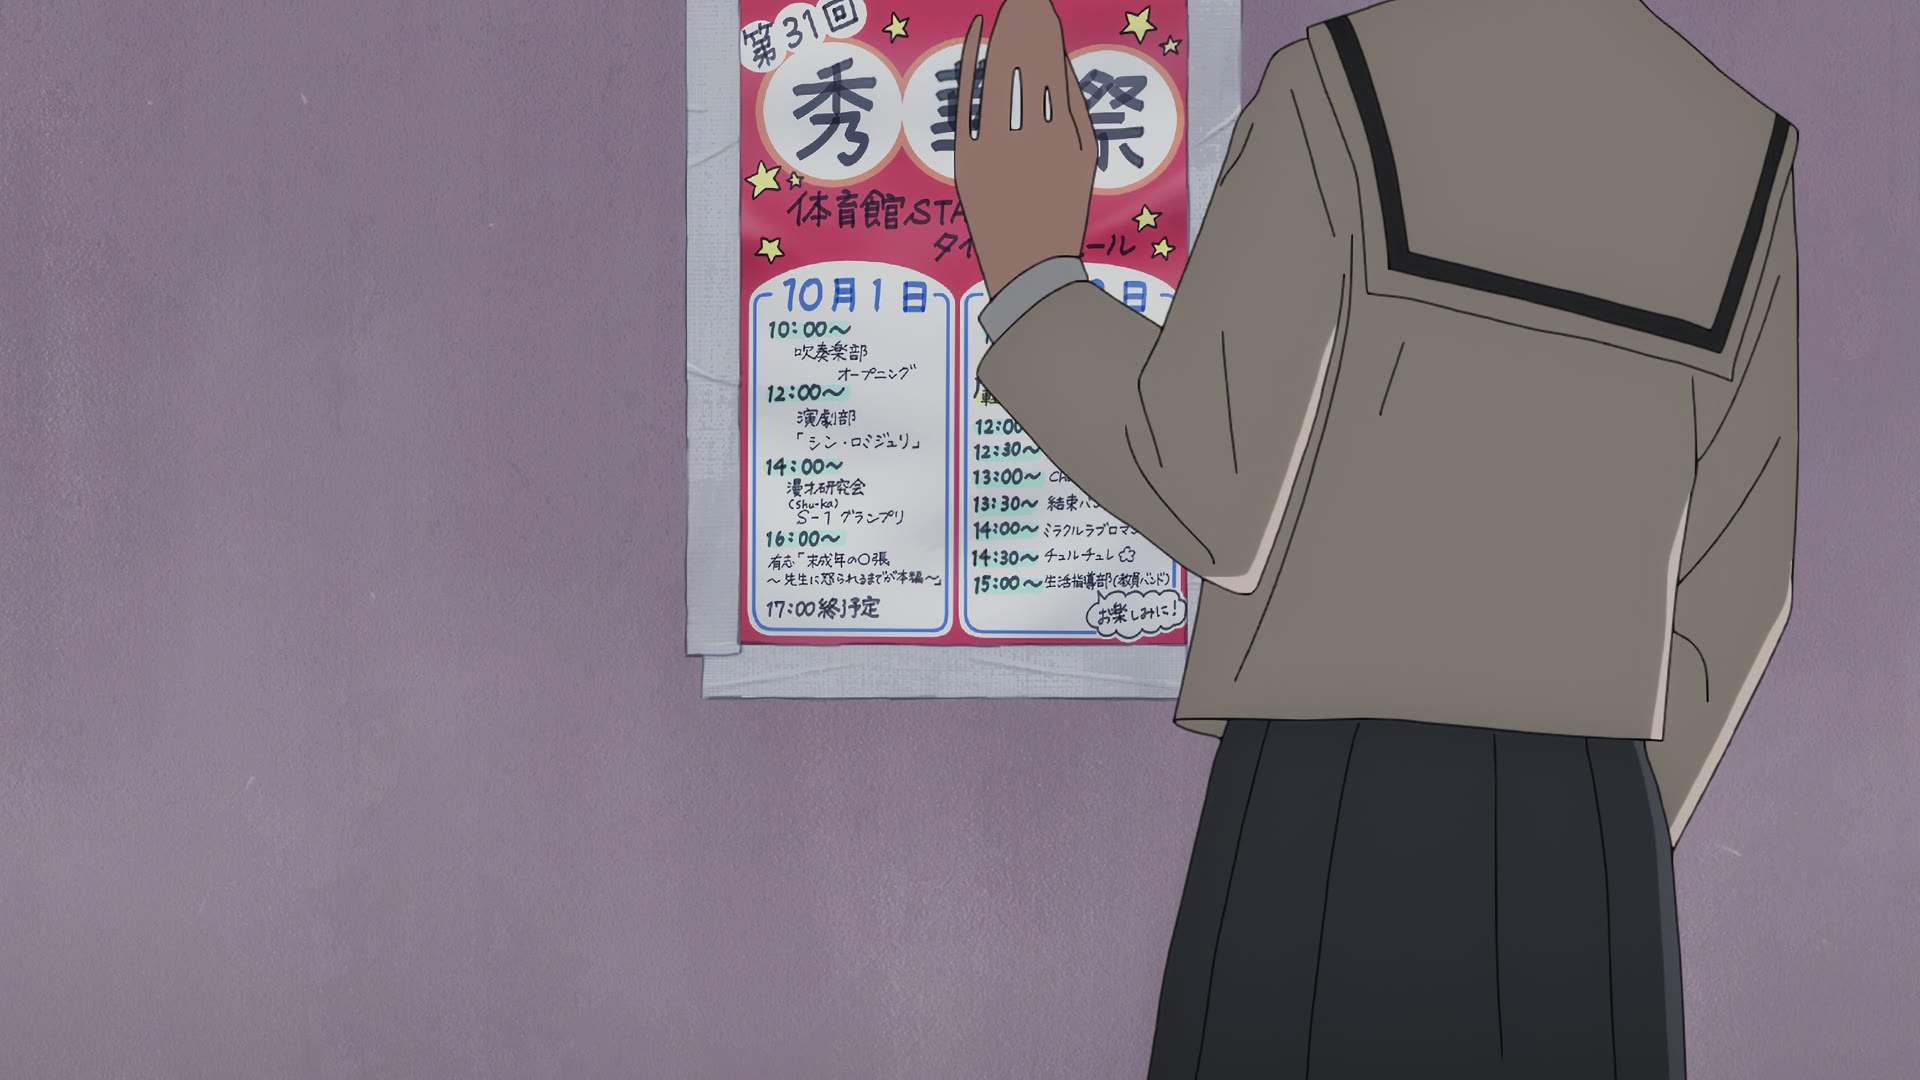 第31回
秀華祭
体育館STA
タイ ール
10月1日
10:00〜
吹奏楽部
オープニング
12:00〜
演劇部
「シン・ロミジュリ」
14:00〜
漫才研究会
(shu-ka)
S-1グランプリ
16:00〜
有志「未成年の〇張
〜先生に怒られるまでが本編〜」
17:00終了予定
日
12:00
12:30〜
13:00〜
13:30〜 結束バン
14:00〜 ミラクルラブロマン
14:30〜 チュルチュレ
15:00〜 生活指導部(教員バンド)
お楽しみに!